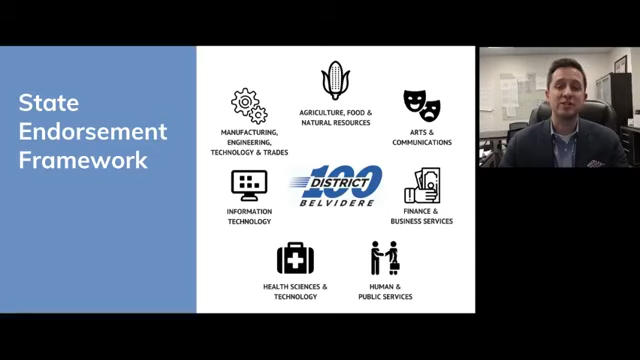 State
Endorsement
Framework
AGRICULTURE, FOOD &
NATURAL RESOURCES
MANUFACTURING,
ENGINEERING,
TECHNOLOGY & TRADES
ARTS &
COMMUNICATIONS
DISTRICT 100
BELVIDERE
INFORMATION
TECHNOLOGY
FINANCE &
BUSINESS SERVICES
HEALTH SCIENCES &
TECHNOLOGY
HUMAN &
PUBLIC SERVICES